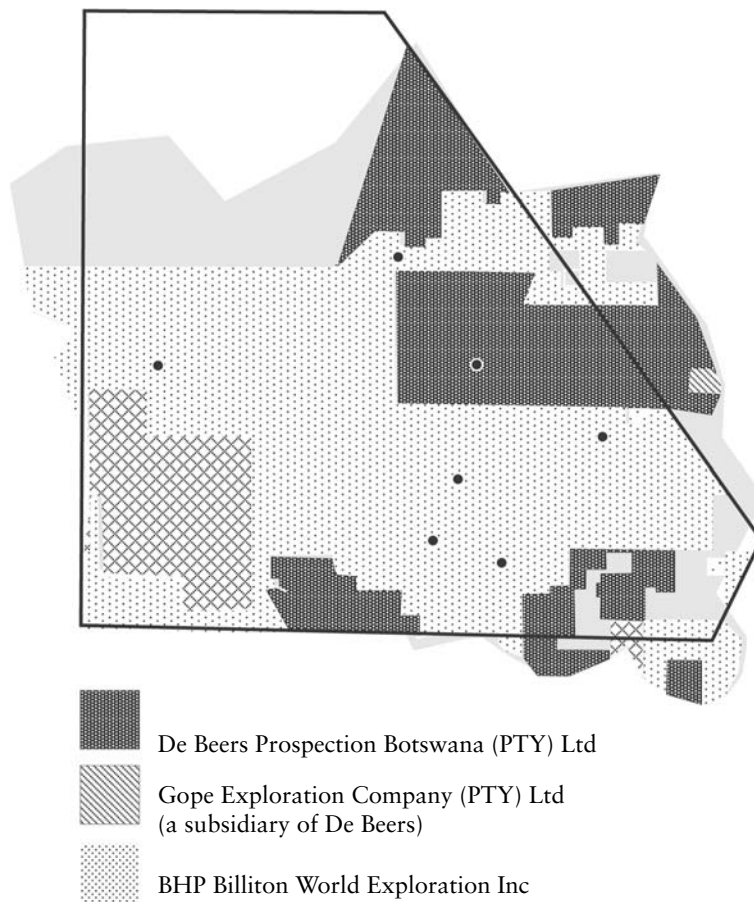 De Beers Prospection Botswana (PTY) Ltd
Gope Exploration Company (PTY) Ltd
(a subsidiary of De Beers)
BHP Billiton World Exploration Inc